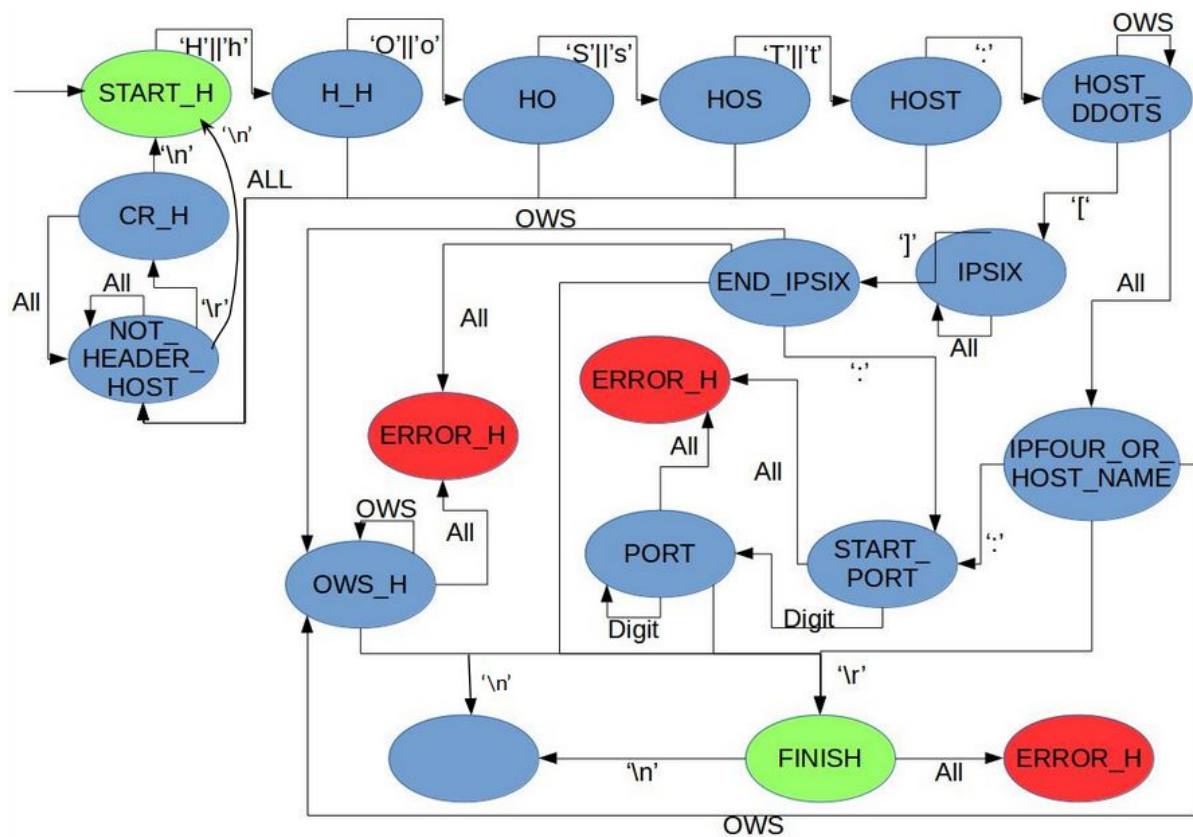 OWS
‘H’||’h’
‘O’||’o’
‘S’||’s’
‘T’||’t’
‘:’
START_H
H_H
HO
HOS
HOST
HOST_
DDOTS
‘\n’
‘\n’
ALL
CR_H
OWS
‘[‘
‘]’
END_IPSIX
IPSIX
All
All
‘\r’
All
All
All
NOT_
HEADER_
HOST
ERROR_H
‘:’
ERROR_H
All
IPFOUR_OR_
HOST_NAME
All
OWS
All
PORT
START_
PORT
‘:’
OWS_H
Digit
Digit
‘\n’
‘\r’
FINISH
ERROR_H
‘\n’
All
OWS